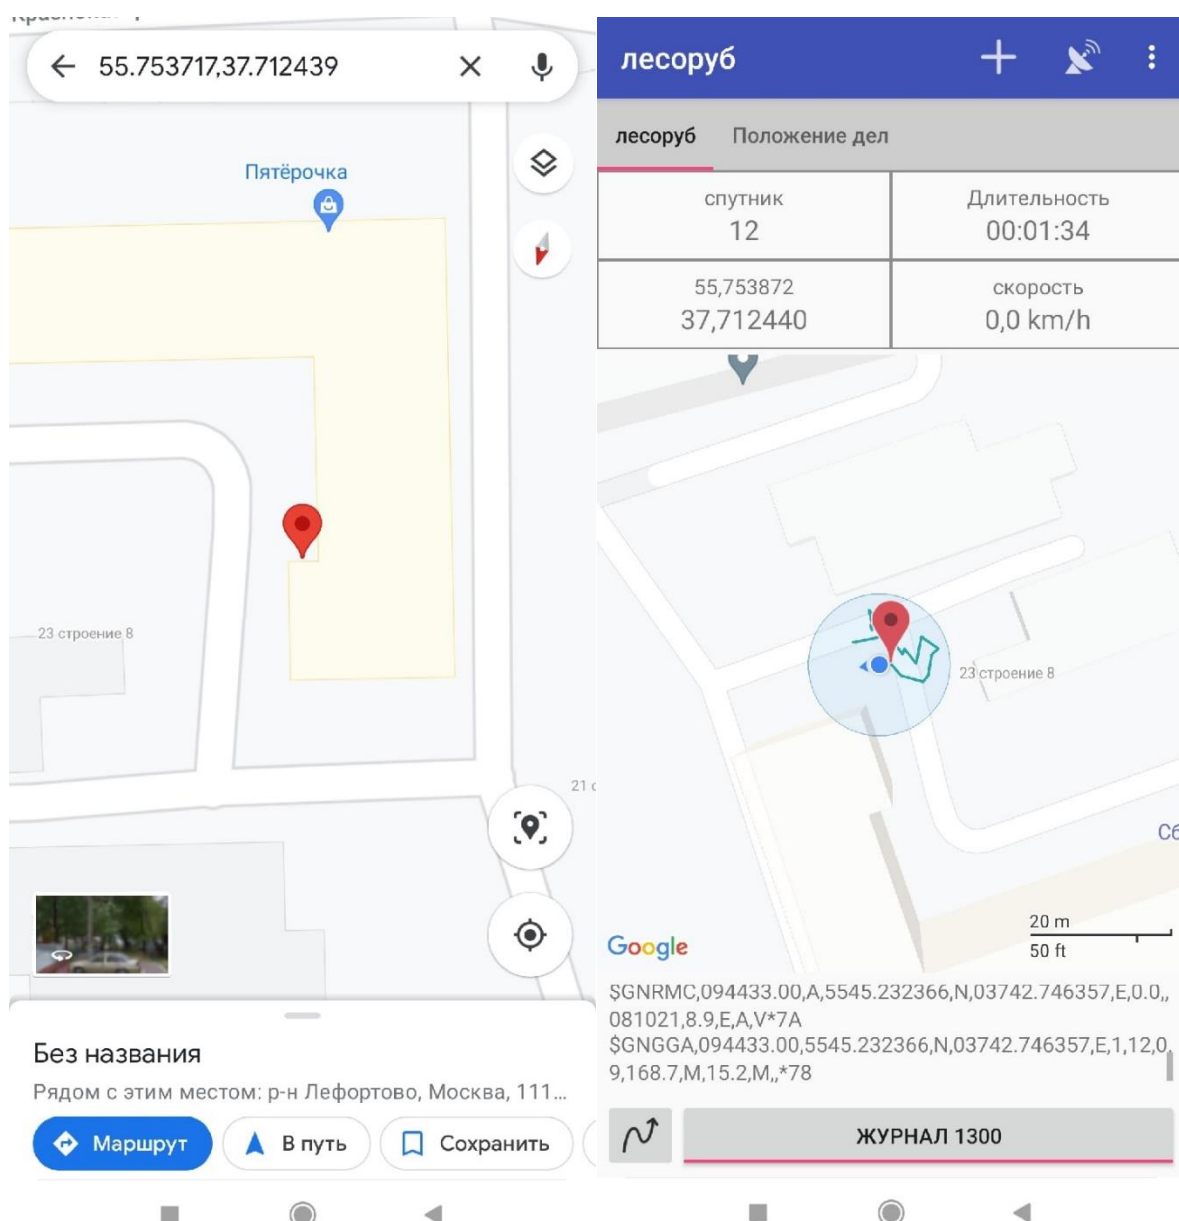 55.753717,37.712439
Пятёрочка
23 строение 8
Без названия
Рядом с этим местом: р-н Лефортово, Москва, 111...
Маршрут
В путь
Сохранить
лесоруб
лесоруб
Положение дел
спутник
12
Длительность
00:01:34
55,753872
37,712440
скорость
0,0 km/h
23 строение 8
20 m
50 ft
Google
$GNRMC,094433.00,A,5545.232366,N,03742.746357,E,0.0,,
081021,8.9,E,A,V*7A
$GNGGA,094433.00,5545.232366,N,03742.746357,E,1,12,0,
9,168.7,M,15.2,M,,*78
ЖУРНАЛ 1300